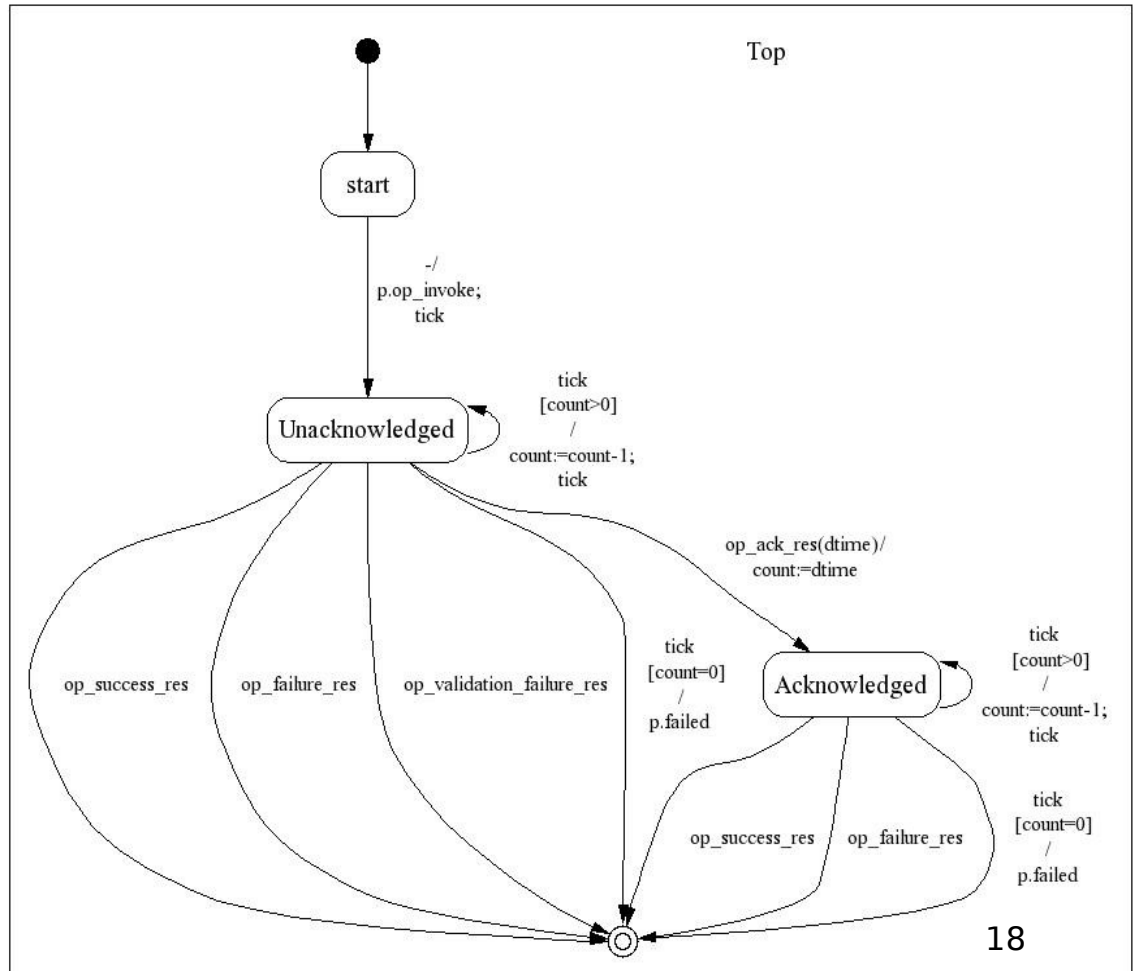 Top
start
-/
p.op_invoke;
tick
Unacknowledged
tick
[count>0]
/
count:=count-1;
tick
op_ack_res(dtime)/
count:=dtime
op_success_res
op_failure_res
op_validation_failure_res
tick
[count=0]
/
p.failed
Acknowledged
tick
[count>0]
/
count:=count-1;
tick
op_success_res
op_failure_res
tick
[count=0]
/
p.failed
18